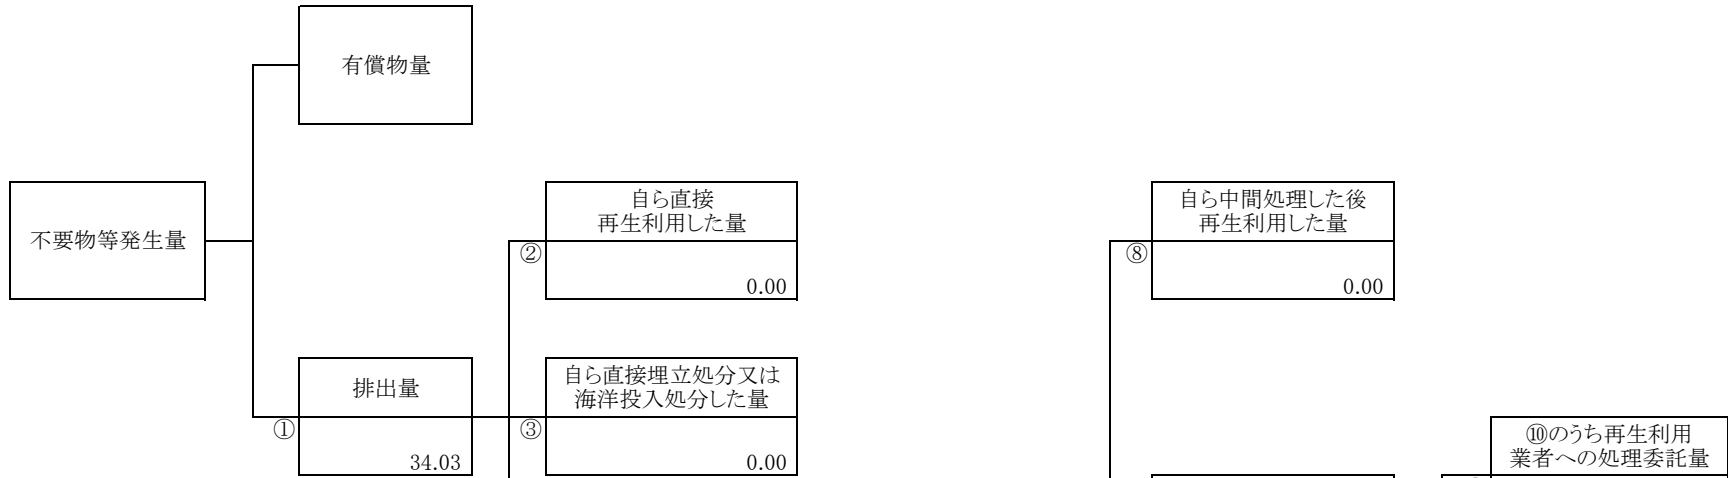 有償物量
不要物等発生量
自ら直接
再生利用した量
②
0.00
自ら中間処理した後
再生利用した量
⑧
0.00
排出量
①
34.03
自ら直接埋立処分又は
海洋投入処分した量
③
0.00
⑩のうち再生利用
業者への処理委託量